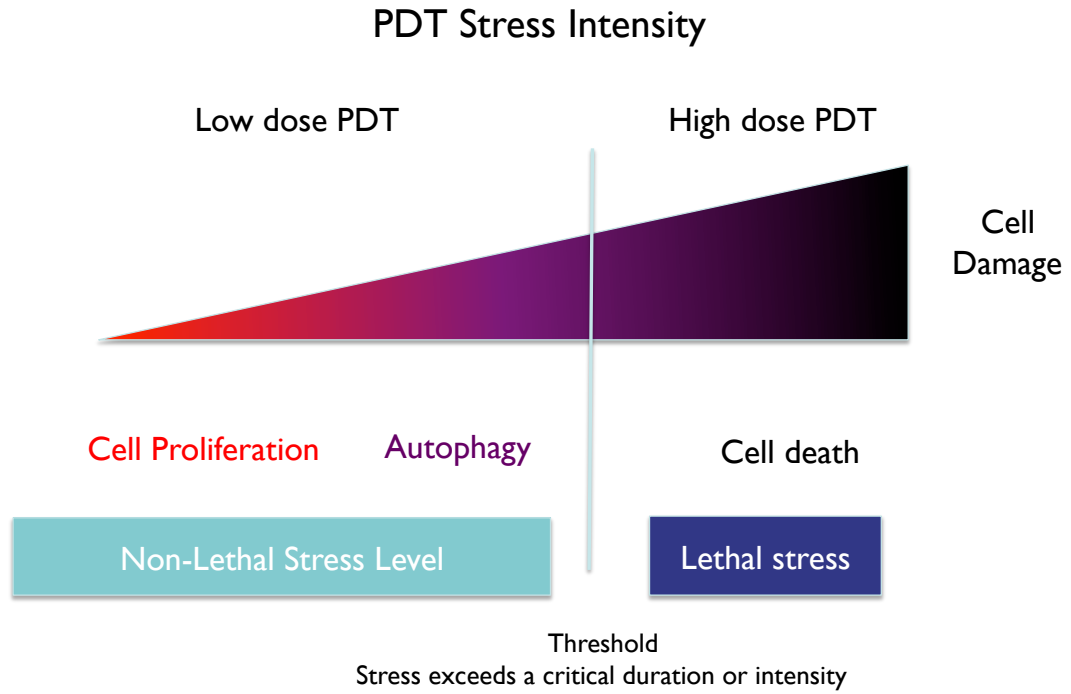 PDT Stress Intensity
Low dose PDT
High dose PDT
Cell
Damage
Cell Proliferation
Autophagy
Cell death
Non-Lethal Stress Level
Lethal stress
Threshold
Stress exceeds a critical duration or intensity